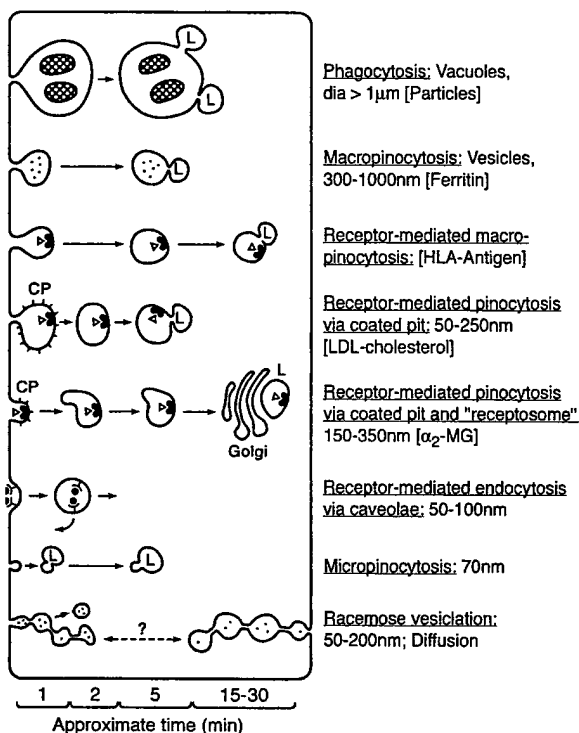 L
L
Phagocytosis: Vacuoles,
dia > 1μm [Particles]
L
Macropinocytosis: Vesicles,
300-1000nm [Ferritin]
L
Receptor-mediated macro-
pinocytosis: [HLA-Antigen]
CP
L
Receptor-mediated pinocytosis
via coated pit: 50-250nm
[LDL-cholesterol]
CP
L
Golgi
Receptor-mediated pinocytosis
via coated pit and "receptosome"
150-350nm [α₂-MG]
Receptor-mediated endocytosis
via caveolae: 50-100nm
L
L
Micropinocytosis: 70nm
?
Racemose vesiclation:
50-200nm; Diffusion
1 2 5 15-30
Approximate time (min)